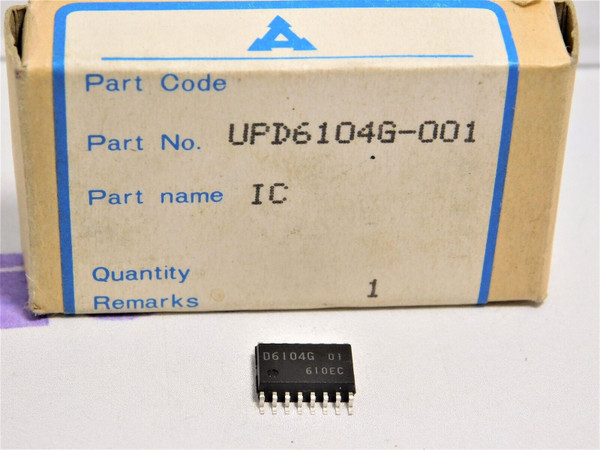 Part Code
Part No. UPD6104G-001
Part name IC
Quantity 1
Remarks
D6104G 01
610EC